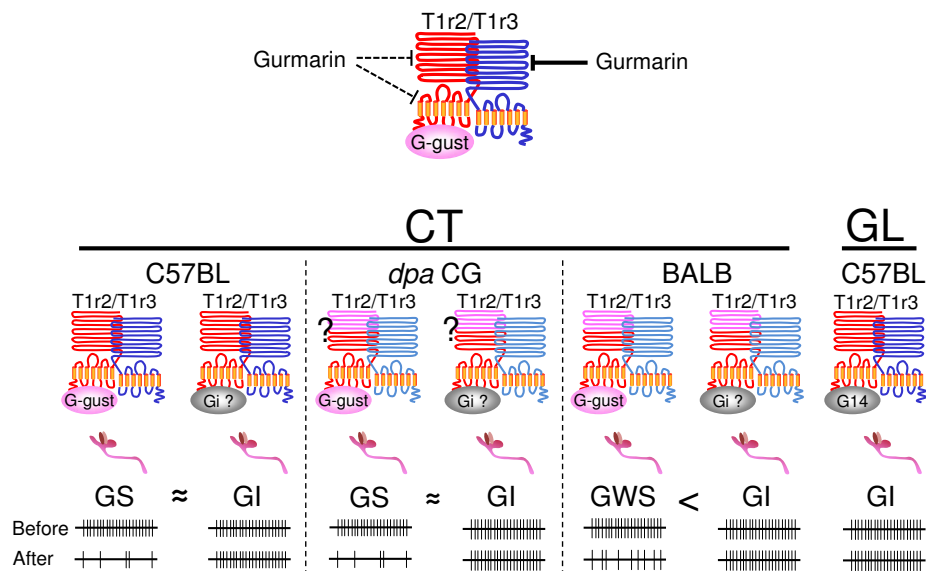 T1r2/T1r3
Gurmarin
Gurmarin
G-gust
CT
GL
C57BL
dpa CG
BALB
C57BL
T1r2/T1r3
T1r2/T1r3
T1r2/T1r3
T1r2/T1r3
T1r2/T1r3
T1r2/T1r3
T1r2/T1r3
?
?
G-gust
Gi ?
G-gust
Gi ?
G-gust
Gi ?
G14
GS ≈ GI
GS ≈ GI
GWS < GI
GI
Before
After